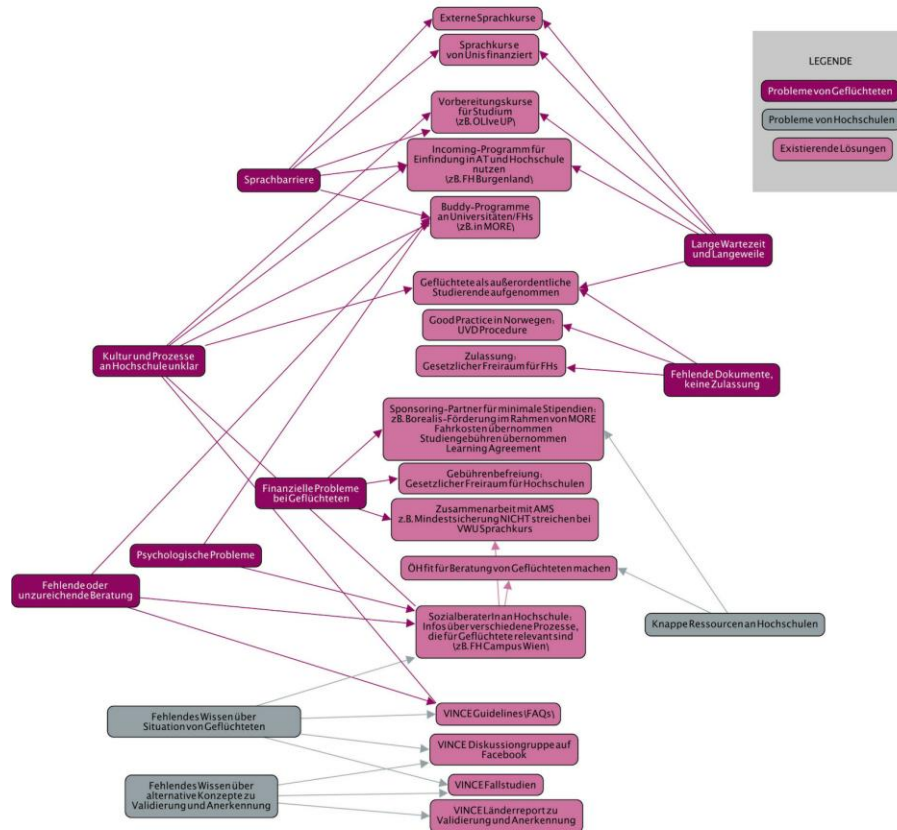 Externe Sprachkurse
Sprachkurse
von Unis finanziert
LEGENDE
Probleme von Geflüchteten
Probleme von Hochschulen
Existierende Lösungen
Vorbereitungskurse
für Studium
\zB. OLIve UP\
Incoming-Programm für
Einfindung in AT und Hochschule
nutzen
\zB. FH Burgenland\
Sprachbarriere
Buddy-Programme
an Universitäten/FHs
\zB. in MORE\
Lange Wartezeit
und Langeweile
Geflüchtete als außerordentliche
Studierende aufgenommen
Good Practice in Norwegen:
UVD Procedure
Kultur und Prozesse
an Hochschule unklar
Zulassung:
Gesetzlicher Freiraum für FHs
Fehlende Dokumente,
keine Zulassung
Sponsoring-Partner für minimale Stipendien:
zB. Borealis-Förderung im Rahmen von MORE
Fahrkosten übernommen
Studiengebühren übernommen
Learning Agreement
Finanzielle Probleme
bei Geflüchteten
Gebührenbefreiung:
Gesetzlicher Freiraum für Hochschulen
Zusammenarbeit mit AMS
z.B. Mindestsicherung NICHT streichen bei
VWU Sprachkurs
Psychologische Probleme
ÖH fit für Beratung von Geflüchteten machen
Fehlende oder
unzureichende Beratung
SozialberaterIn an Hochschule:
Infos über verschiedene Prozesse,
die für Geflüchtete relevant sind
\zB. FH Campus Wien\
Knappe Ressourcen an Hochschulen
Fehlendes Wissen über
Situation von Geflüchteten
VINCE Guidelines \FAQs\
VINCE Diskussiongruppe auf
Facebook
Fehlendes Wissen über
alternative Konzepte zu
Validierung und Anerkennung
VINCE Fallstudien
VINCE Länderreport zu
Validierung und Anerkennung